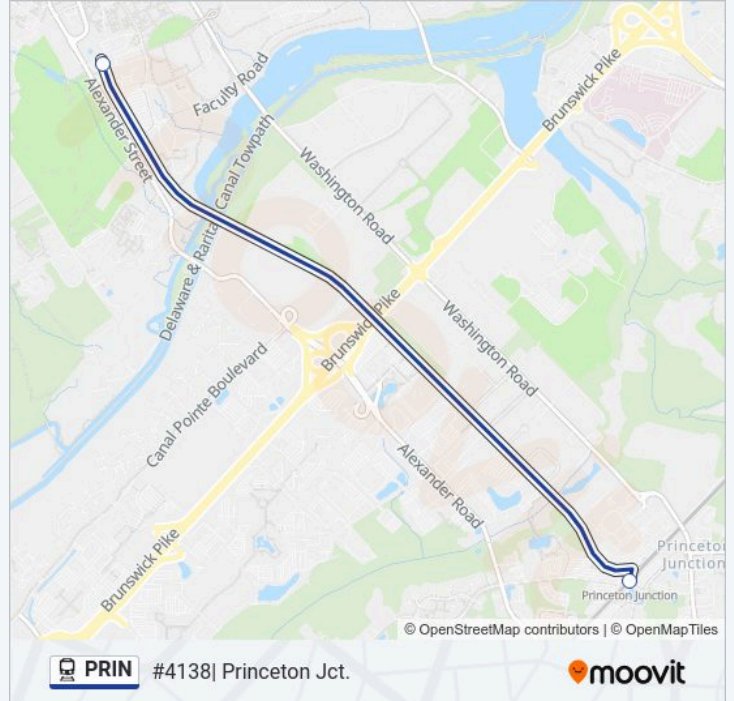 Faculty Road
Brunswick Pike
Alexander Street
Delaware & Raritan Canal Towpath
Washington Road
Brunswick Pike
Washington Road
Canal Pointe Boulevard
Alexander Road
Brunswick Pike
Princeton
Junction
Princeton Junction
© OpenStreetMap contributors | © OpenMapTiles
PRIN
#4138| Princeton Jct.
moovit